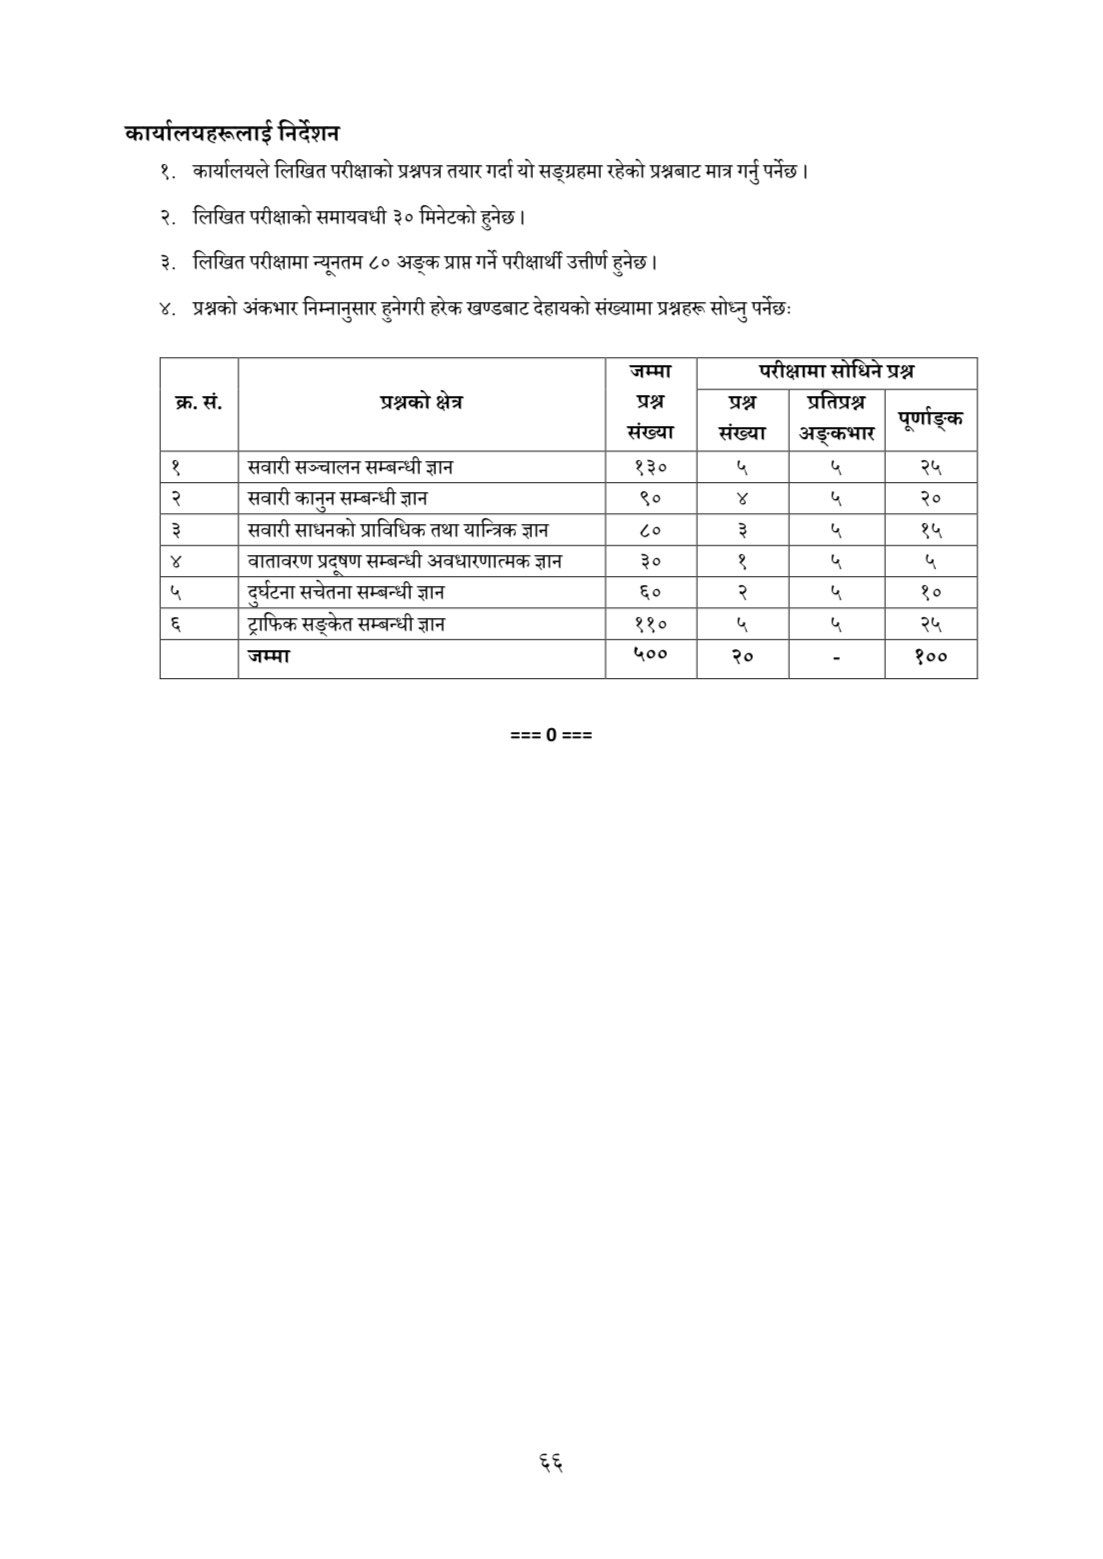 कार्यालयहरूलाई निर्देशन
१. कार्यालयले लिखित परीक्षाको प्रश्नपत्र तयार गर्दा यो सङ्ग्रहमा रहेको प्रश्नबाट मात्र गर्नु पर्नेछ ।
२. लिखित परीक्षाको समायवधी ३० मिनेटको हुनेछ ।
३. लिखित परीक्षामा न्यूनतम ८० अङ्क प्राप्त गर्ने परीक्षार्थी उत्तीर्ण हुनेछ ।
४. प्रश्नको अंकभार निम्नानुसार हुनेगरी हरेक खण्डबाट देहायको संख्यामा प्रश्नहरू सोध्नु पर्नेछः
क्र. सं. प्रश्नको क्षेत्र जम्मा प्रश्न संख्या परीक्षामा सोधिने प्रश्न
प्रश्न संख्या प्रतिप्रश्न अङ्कभार पूर्णाङ्क
१ सवारी सञ्चालन सम्बन्धी ज्ञान १३० ५ ५ २५
२ सवारी कानुन सम्बन्धी ज्ञान ९० ४ ५ २०
३ सवारी साधनको प्राविधिक तथा यान्त्रिक ज्ञान ८० ३ ५ १५
४ वातावरण प्रदूषण सम्बन्धी अवधारणात्मक ज्ञान ३० १ ५ ५
५ दुर्घटना सचेतना सम्बन्धी ज्ञान ६० २ ५ १०
६ ट्राफिक सङ्केत सम्बन्धी ज्ञान ११० ५ ५ २५
जम्मा ५०० २० - १००
=== 0 ===
६६